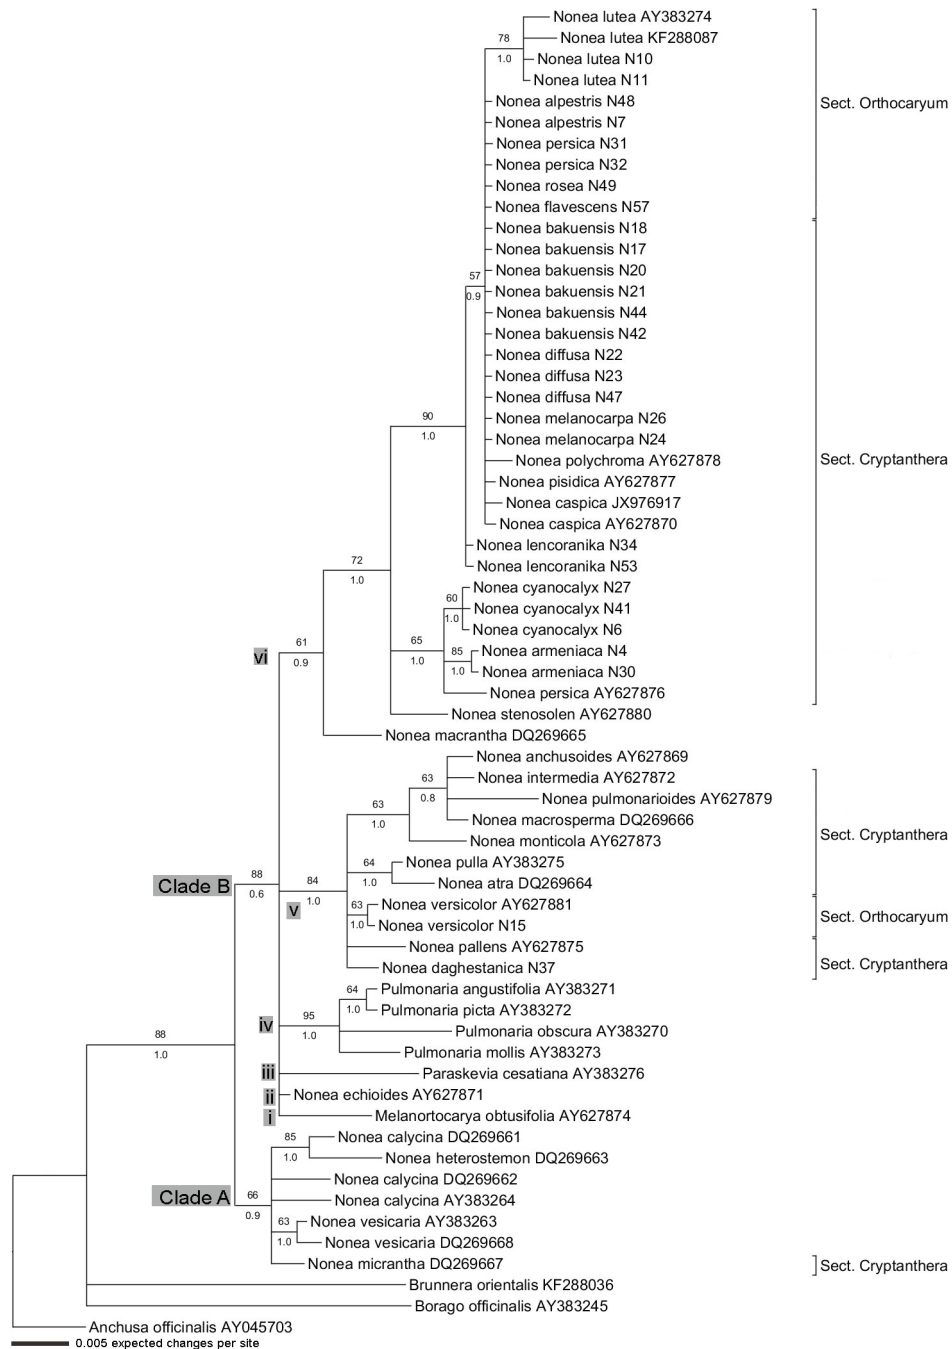 Nonea lutea AY383274
78
Nonea lutea KF288087
1.0
Nonea lutea N10
Nonea lutea N11
Nonea alpestris N48
Sect. Orthocaryum
Nonea alpestris N7
Nonea persica N31
Nonea persica N32
Nonea rosea N49
Nonea flavescens N57
Nonea bakuensis N18
Nonea bakuensis N17
Nonea bakuensis N20
57
0.9
Nonea bakuensis N21
Nonea bakuensis N44
Nonea bakuensis N42
Nonea diffusa N22
Nonea diffusa N23
Nonea diffusa N47
90
1.0
Nonea melanocarpa N26
Nonea melanocarpa N24
Sect. Cryptanthera
Nonea polychroma AY627878
Nonea pisidica AY627877
Nonea caspica JX976917
Nonea caspica AY627870
Nonea lencoranika N34
Nonea lencoranika N53
72
1.0
Nonea cyanocalyx N27
60
1.0
Nonea cyanocalyx N41
Nonea cyanocalyx N6
65
1.0
Nonea armeniaca N4
85
1.0
Nonea armeniaca N30
vi
61
0.9
Nonea persica AY627876
Nonea stenosolen AY627880
Nonea macrantha DQ269665
Nonea anchusoides AY627869
63
0.8
Nonea intermedia AY627872
Nonea pulmonarioides AY627879
63
1.0
Nonea macrosperma DQ269666
Sect. Cryptanthera
Nonea monticola AY627873
64
1.0
Nonea pulla AY383275
Nonea atra DQ269664
Clade B
88
0.6
84
1.0
v
63
1.0
Nonea versicolor AY627881
Sect. Orthocaryum
Nonea versicolor N15
Nonea pallens AY627875
Sect. Cryptanthera
Nonea daghestanica N37
64
1.0
Pulmonaria angustifolia AY383271
Pulmonaria picta AY383272
iv
95
1.0
Pulmonaria obscura AY383270
Pulmonaria mollis AY383273
88
1.0
iii
Paraskevia cesatiana AY383276
ii
Nonea echioides AY627871
i
Melanortocarya obtusifolia AY627874
85
1.0
Nonea calycina DQ269661
Nonea heterostemon DQ269663
Nonea calycina DQ269662
Clade A
66
0.9
Nonea calycina AY383264
63
1.0
Nonea vesicaria AY383263
Nonea vesicaria DQ269668
Nonea micrantha DQ269667
Sect. Cryptanthera
Brunnera orientalis KF288036
Borago officinalis AY383245
Anchusa officinalis AY045703
0.005 expected changes per site